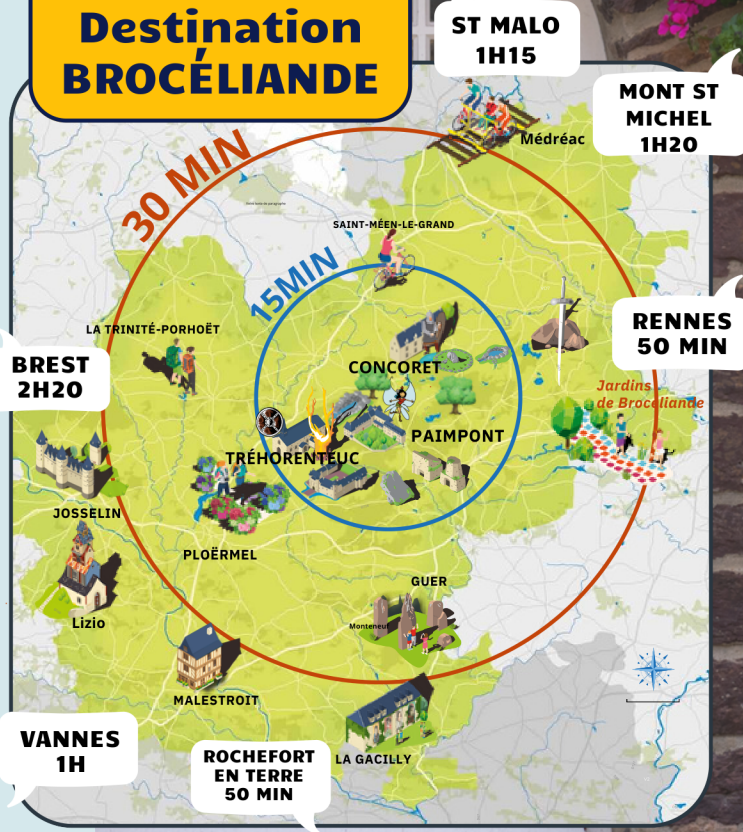 Destination
BROCÉLIANDE
ST MALO
1H15
MONT ST
MICHEL
1H20
Médréac
30 MIN
SAINT-MÉEN-LE-GRAND
15MIN
LA TRINITÉ-PORHOËT
RENNES
50 MIN
BREST
2H20
CONCORET
Jardins
de Brocéliande
PAIMPONT
TRÉHORENTEUC
JOSSELIN
PLOËRMEL
GUER
Lizio
Monteneuf
MALESTROIT
VANNES
1H
ROCHEFORT
EN TERRE
50 MIN
LA GACILLY